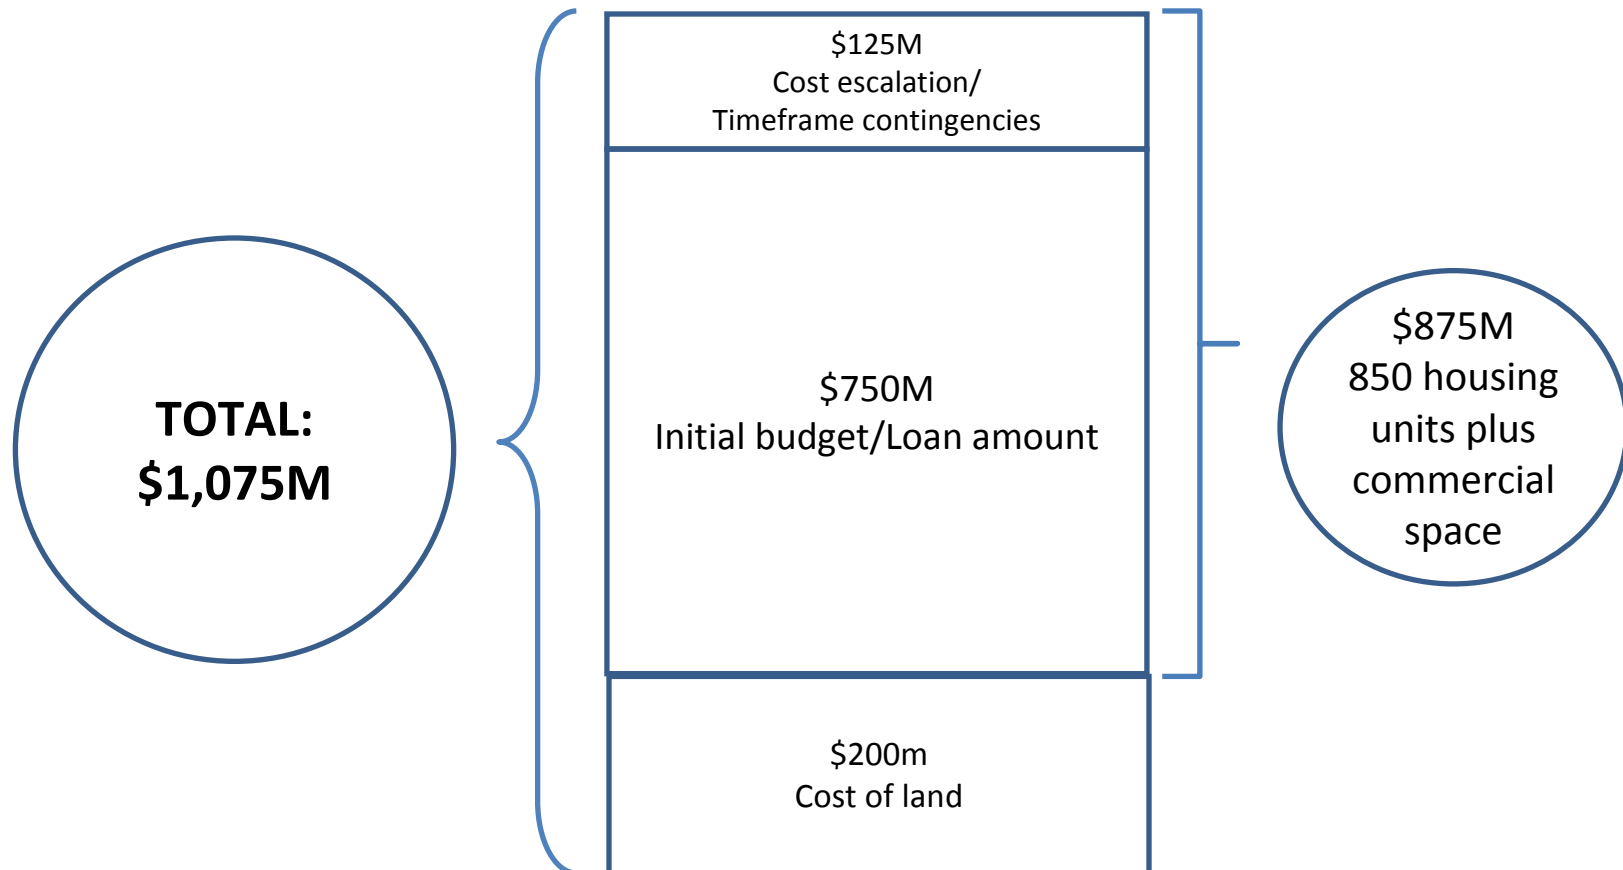 TOTAL:
$1,075M
$125M
Cost escalation/
Timeframe contingencies
$750M
Initial budget/Loan amount
$200m
Cost of land
$875M
850 housing
units plus
commercial
space